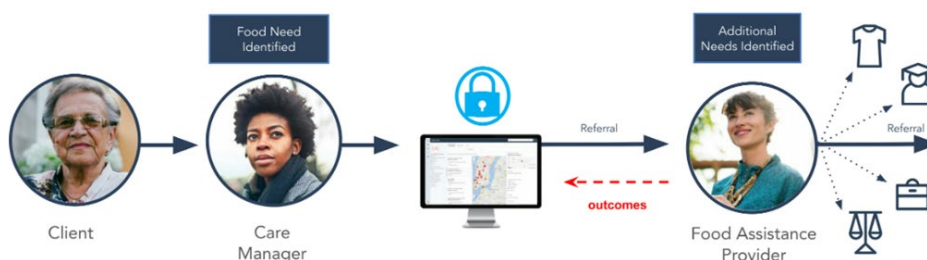 Food Need
Identified
Additional
Needs Identified
Referral
Referral
outcomes
Client
Care
Manager
Food Assistance
Provider